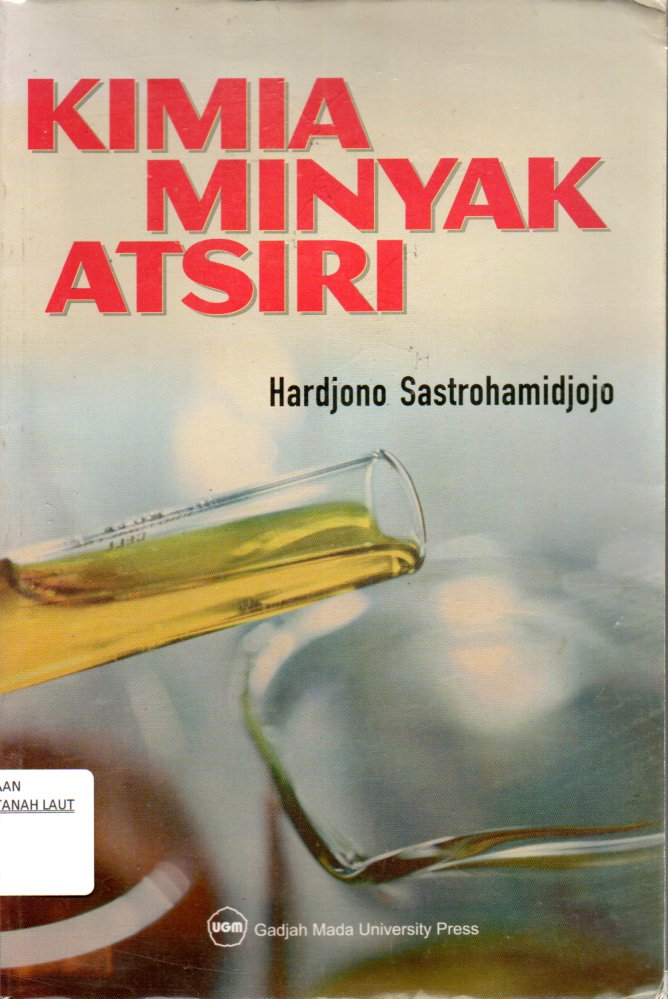 KIMIA
MINYAK
ATSIRI
Hardjono Sastrohamidjojo
AAN
TANAH LAUT
UGM
Gadjah Mada University Press